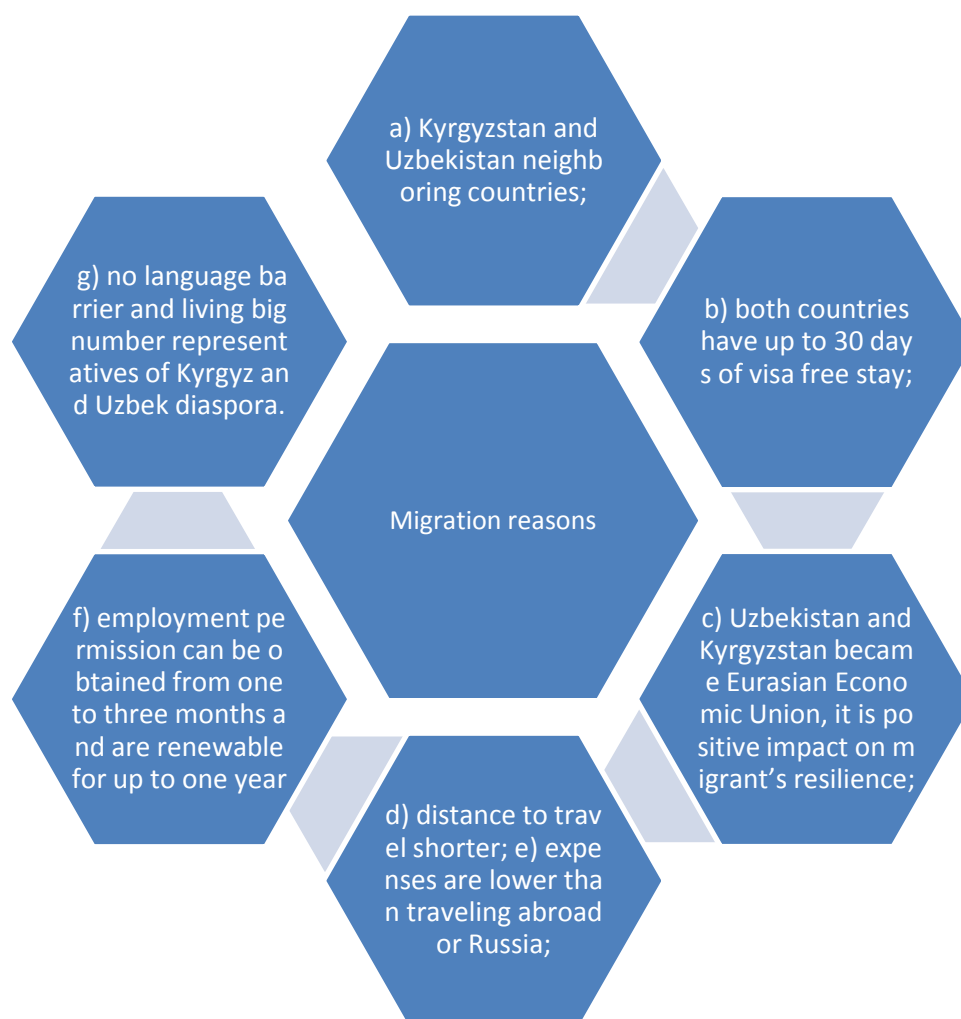 a) Kyrgyzstan and
Uzbekistan neighb
oring countries;
b) both countries
have up to 30 day
s of visa free stay;
c) Uzbekistan and
Kyrgyzstan becam
e Eurasian Econo
mic Union, it is po
sitive impact on m
igrant’s resilience;
d) distance to trav
el shorter; e) expe
nses are lower tha
n traveling abroad
or Russia;
f) employment pe
rmission can be o
btained from one
to three months a
nd are renewable
for up to one year
g) no language ba
rrier and living big
number represent
atives of Kyrgyz an
d Uzbek diaspora.
Migration reasons